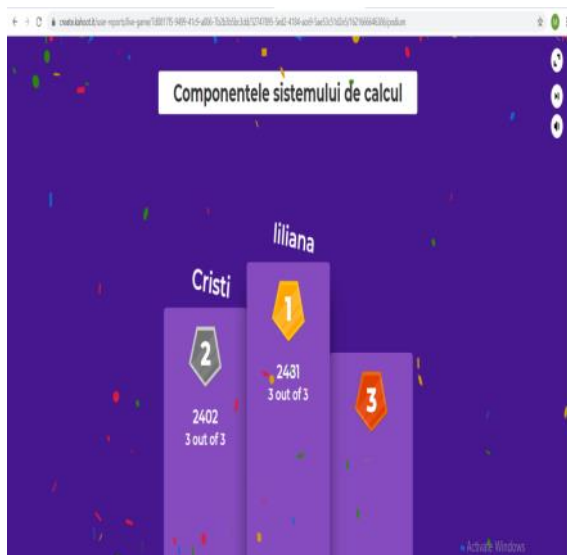 Componentele sistemului de calcul
liliana
Cristi
1
2
2431
3 out of 3
3
2402
3 out of 3
Activate Windows